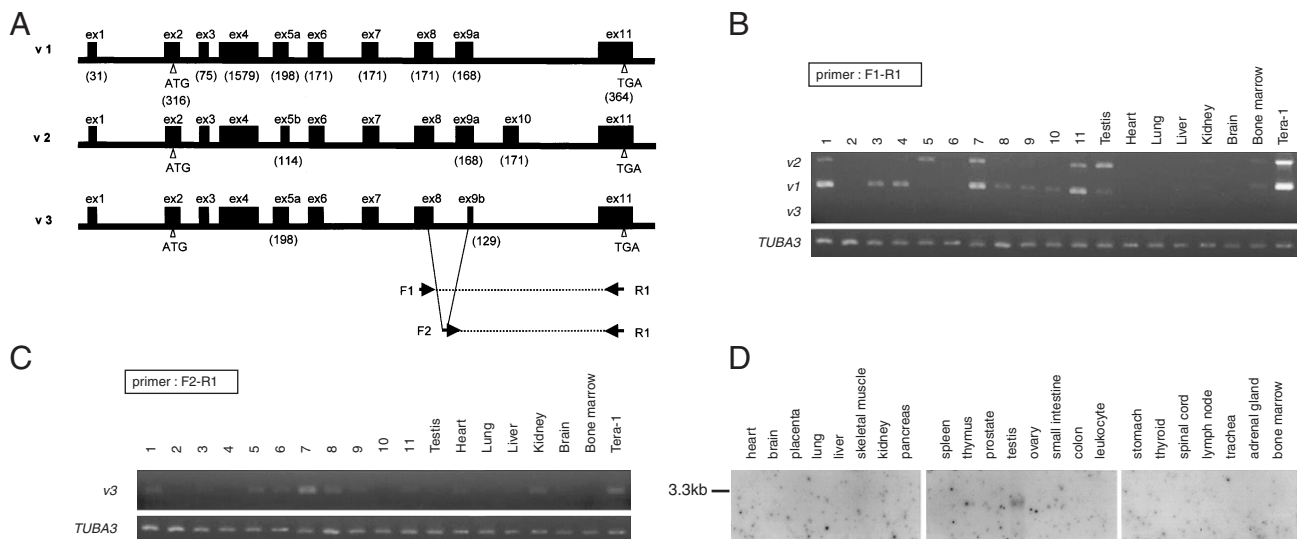 A
v 1
ex1 ex2 ex3 ex4 ex5a ex6 ex7 ex8 ex9a ex11
(31) ATG (75) (1579) (198) (171) (171) (171) (168) TGA
(316) (364)
v 2
ex1 ex2 ex3 ex4 ex5b ex6 ex7 ex8 ex9a ex10 ex11
ATG (114) (168) (171) TGA
v 3
ex1 ex2 ex3 ex4 ex5a ex6 ex7 ex8 ex9b ex11
ATG (198) (129) TGA
F1 R1
F2 R1
B
primer : F1-R1
1 2 3 4 5 6 7 8 9 10 11 Testis Heart Lung Liver Kidney Brain Bone marrow Tera-1
v2
v1
v3
TUBA3
C
primer : F2-R1
1 2 3 4 5 6 7 8 9 10 11 Testis Heart Lung Liver Kidney Brain Bone marrow Tera-1
v3
TUBA3
D
heart brain placenta lung liver skeletal muscle kidney pancreas spleen thymus prostate testis ovary small intestine colon leukocyte stomach thyroid spinal cord lymph node trachea adrenal gland bone marrow
3.3kb